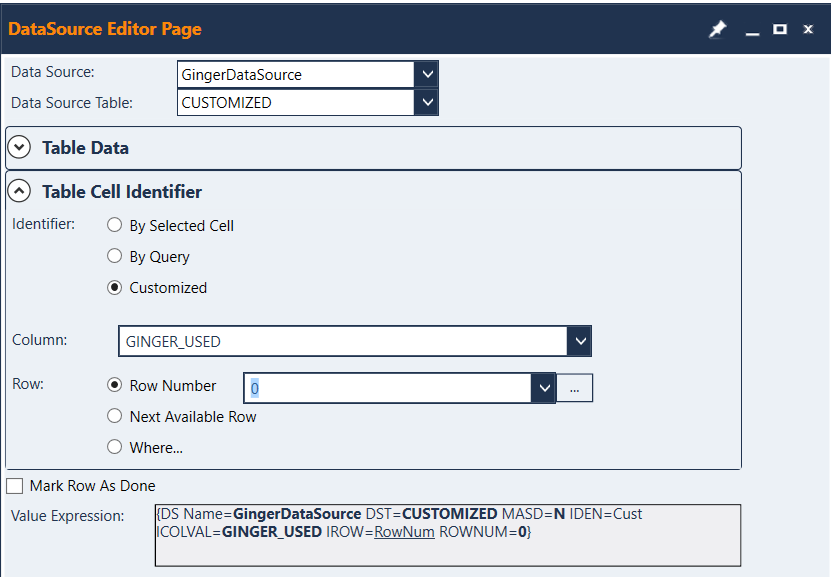 DataSource Editor Page
Data Source:
GingerDataSource
Data Source Table:
CUSTOMIZED
Table Data
Table Cell Identifier
Identifier:
By Selected Cell
By Query
Customized
Column:
GINGER_USED
Row:
Row Number
0
...
Next Available Row
Where...
Mark Row As Done
Value Expression:
{DS Name=GingerDataSource DST=CUSTOMIZED MASD=N IDEN=Cust
ICOLVAL=GINGER_USED IROW=RowNum ROWNUM=0}